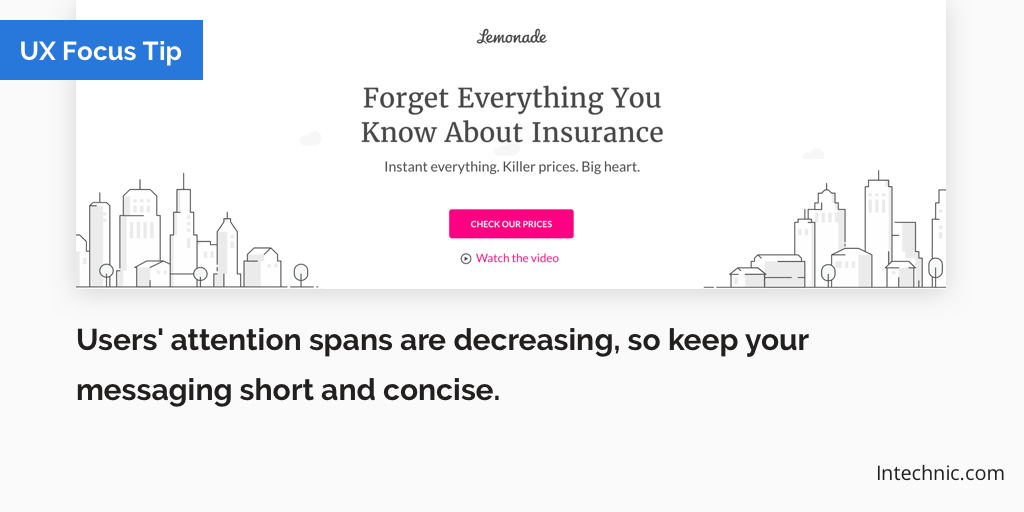 UX Focus Tip
Lemonade
Forget Everything You
Know About Insurance
Instant everything. Killer prices. Big heart.
CHECK OUR PRICES
Watch the video
Users' attention spans are decreasing, so keep your
messaging short and concise.
Intechnic.com